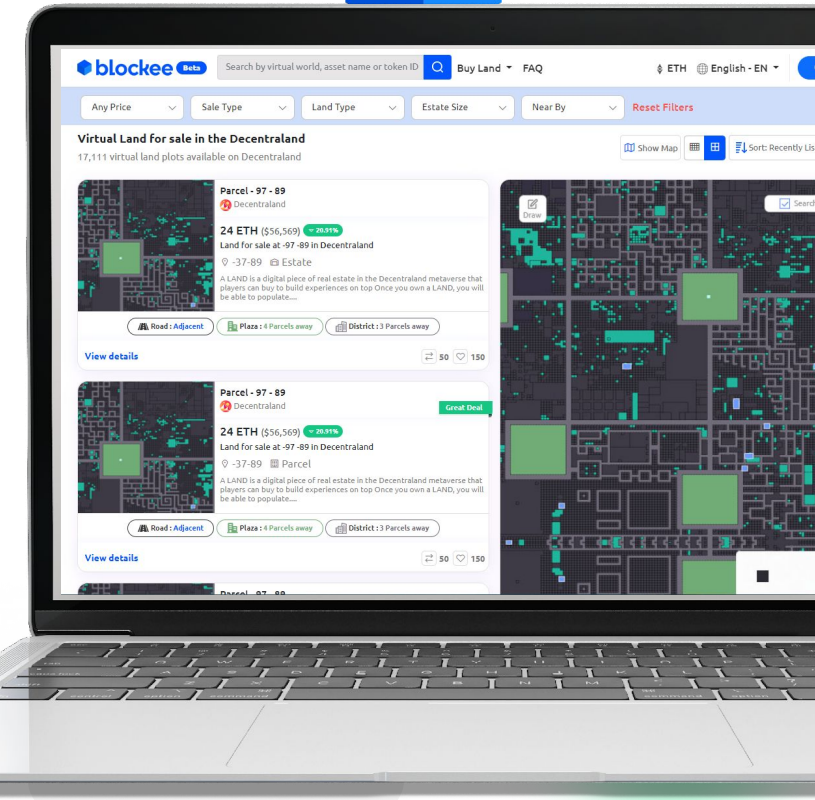 blockee Beta
Search by virtual world, asset name or token ID
Buy Land
FAQ
ETH
English - EN
Any Price
Sale Type
Land Type
Estate Size
Near By
Reset Filters
Virtual Land for sale in the Decentraland
17,111 virtual land plots available on Decentraland
Show Map
Sort: Recently Lis
Parcel - 97 - 89
Decentraland
24 ETH ($56,569) 20.91%
Land for sale at -97 -89 in Decentraland
-37-89 Estate
A LAND is a digital piece of real estate in the Decentraland metaverse that
players can buy to build experiences on top Once you own a LAND, you will
be able to populate....
Road : Adjacent
Plaza : 4 Parcels away
District : 3 Parcels away
View details
50 150
Parcel - 97 - 89
Decentraland
Great Deal
24 ETH ($56,569) 20.91%
Land for sale at -97 -89 in Decentraland
-37-89 Parcel
A LAND is a digital piece of real estate in the Decentraland metaverse that
players can buy to build experiences on top Once you own a LAND, you will
be able to populate....
Road : Adjacent
Plaza : 4 Parcels away
District : 3 Parcels away
View details
50 150
Parcel - 97 - 89
Draw
Search
control option command
command option